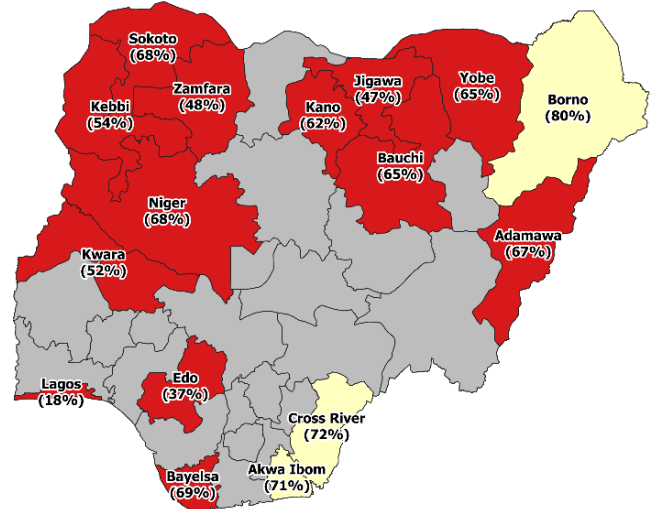 Sokoto
(68%)
Zamfara
(48%)
Kebbi
(54%)
Kano
(62%)
Jigawa
(47%)
Yobe
(65%)
Borno
(80%)
Bauchi
(65%)
Niger
(68%)
Adamawa
(67%)
Kwara
(52%)
Lagos
(18%)
Edo
(37%)
Cross River
(72%)
Akwa Ibom
(71%)
Bayelsa
(69%)